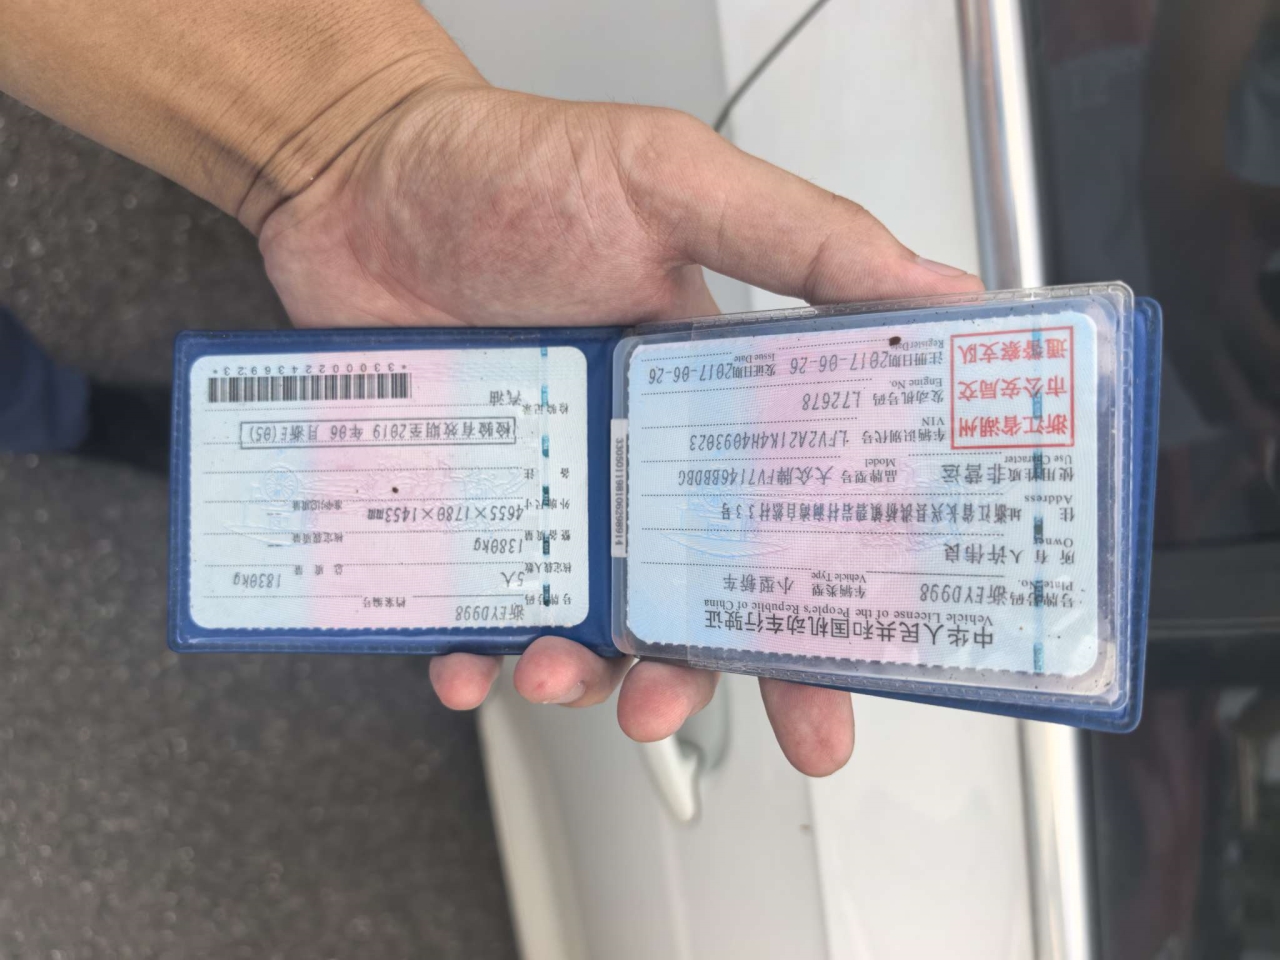 中华人民共和国机动车行驶证
Vehicle License of the People's Republic of China
号牌号码 浙EYD998 车辆类型 小型轿车
Plate No. Vehicle Type
所有人 许伟良
Owner
住址 浙江省长兴县洪桥镇
Address
使用性质 非营运 品牌型号 大众牌FV7146BBDBG
Use Character Model
浙江省湖州
市公安局交
通警察支队
车辆识别代号 LFV2A21K4H4093023
VIN
发动机号码 L72678
Engine No.
注册日期 2017-06-26 发证日期 2017-06-26
Register Date Issue Date
号牌号码 浙EYD998 档案编号
核定载人数 5人 总质量 1830kg
整备质量 1380kg 核定载质量
外廓尺寸 4655×1780×1453mm 准牵引总质量
备注
检验有效期至2019年06月浙E(05)
检验记录
汽油
*3300022436923*